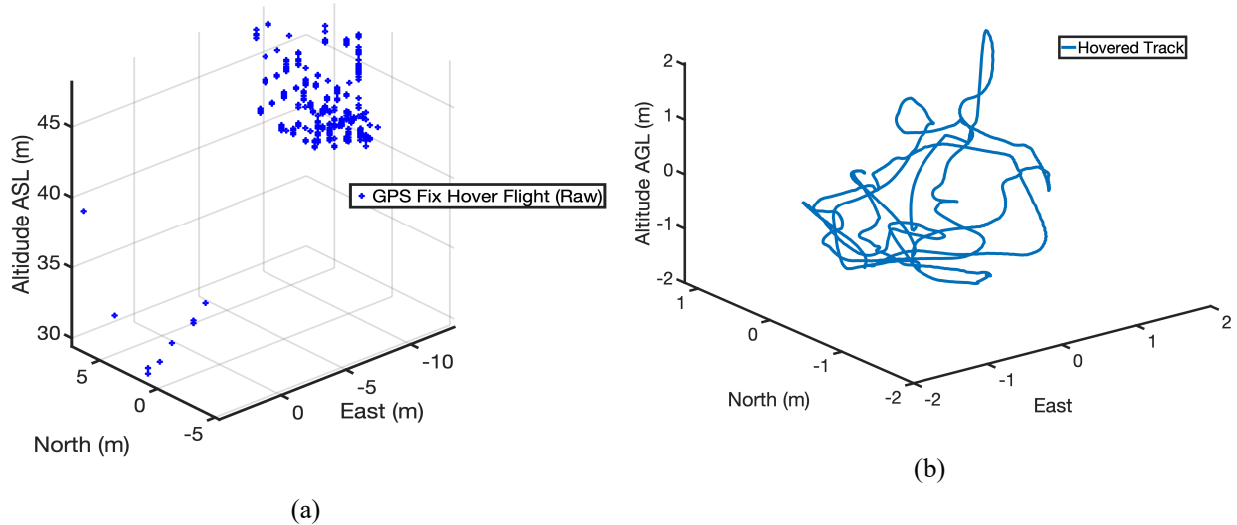 45
40
35
30
Altidude ASL (m)
5
0
-5
North (m)
0
-5
-10
East (m)
GPS Fix Hover Flight (Raw)
(a)
Hovered Track
2
1
0
-1
-2
Altitude AGL (m)
1
0
-1
-2
North (m)
-2
-1
0
1
2
East
(b)